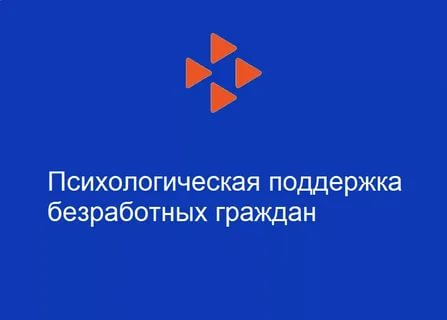 Психологическая поддержка
безработных граждан